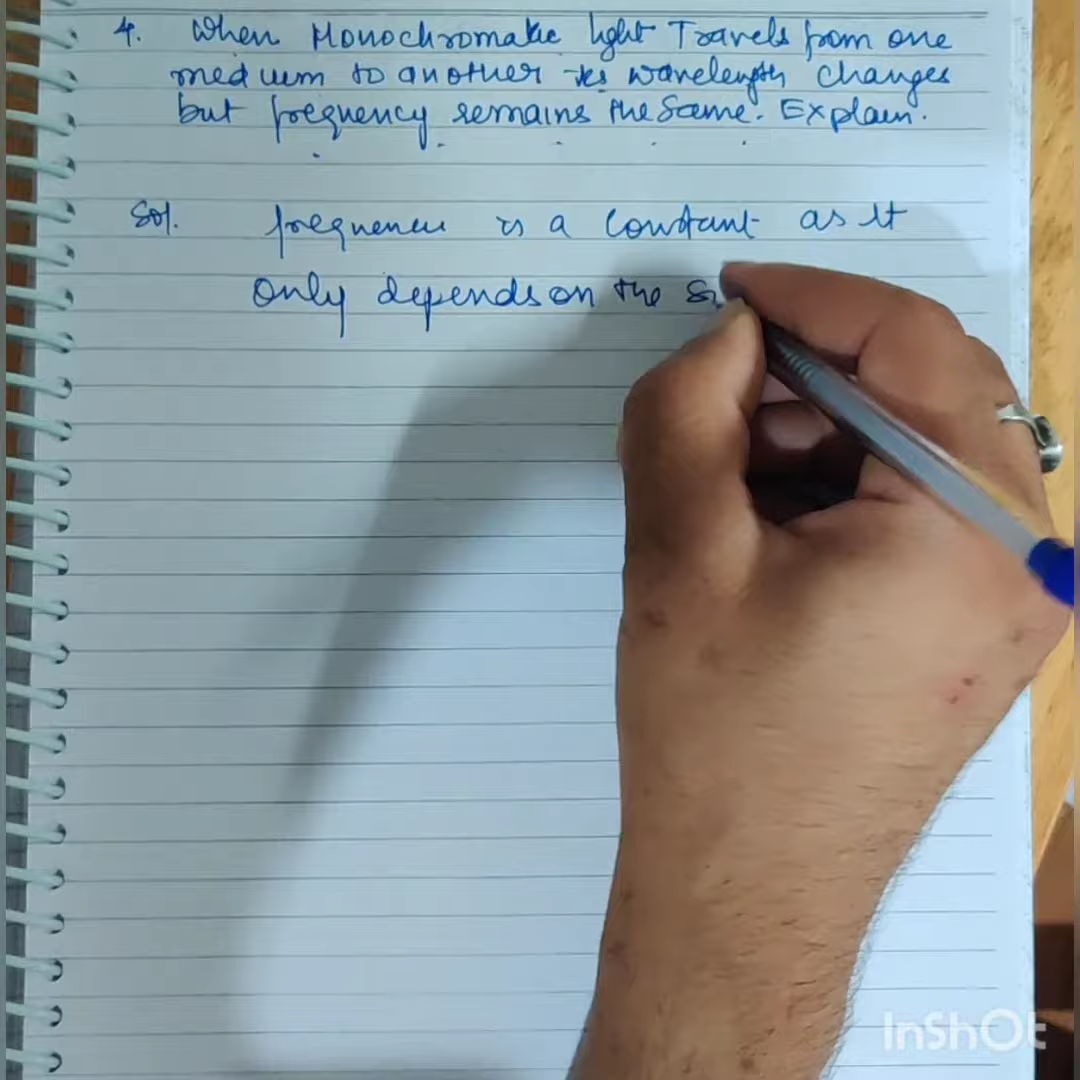 4. When Monochromatic light Travels from one
medium to another its wavelength changes
but frequency remains the same. Explain.
Sol. frequence is a constant as it
Only depends on the
InShOt